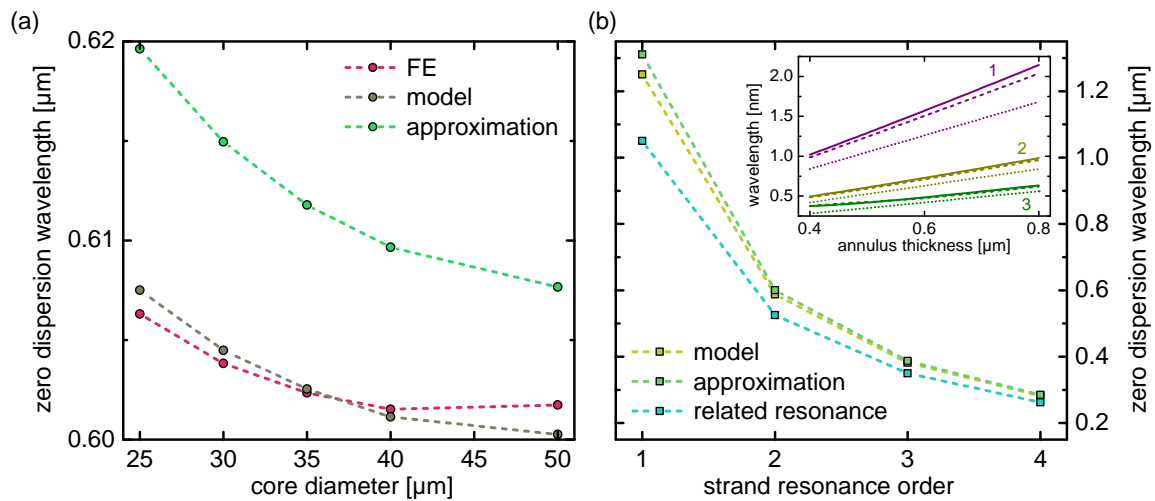 (a)
zero dispersion wavelength [µm]
0.62
0.61
0.60
FE
model
approximation
25 30 35 40 45 50
core diameter [µm]
(b)
wavelength [nm]
2.0
1.5
1.0
0.5
1
2
3
0.4 0.6 0.8
annulus thickness [µm]
model
approximation
related resonance
1 2 3 4
strand resonance order
1.2
1.0
0.8
0.6
0.4
0.2
zero dispersion wavelength [µm]